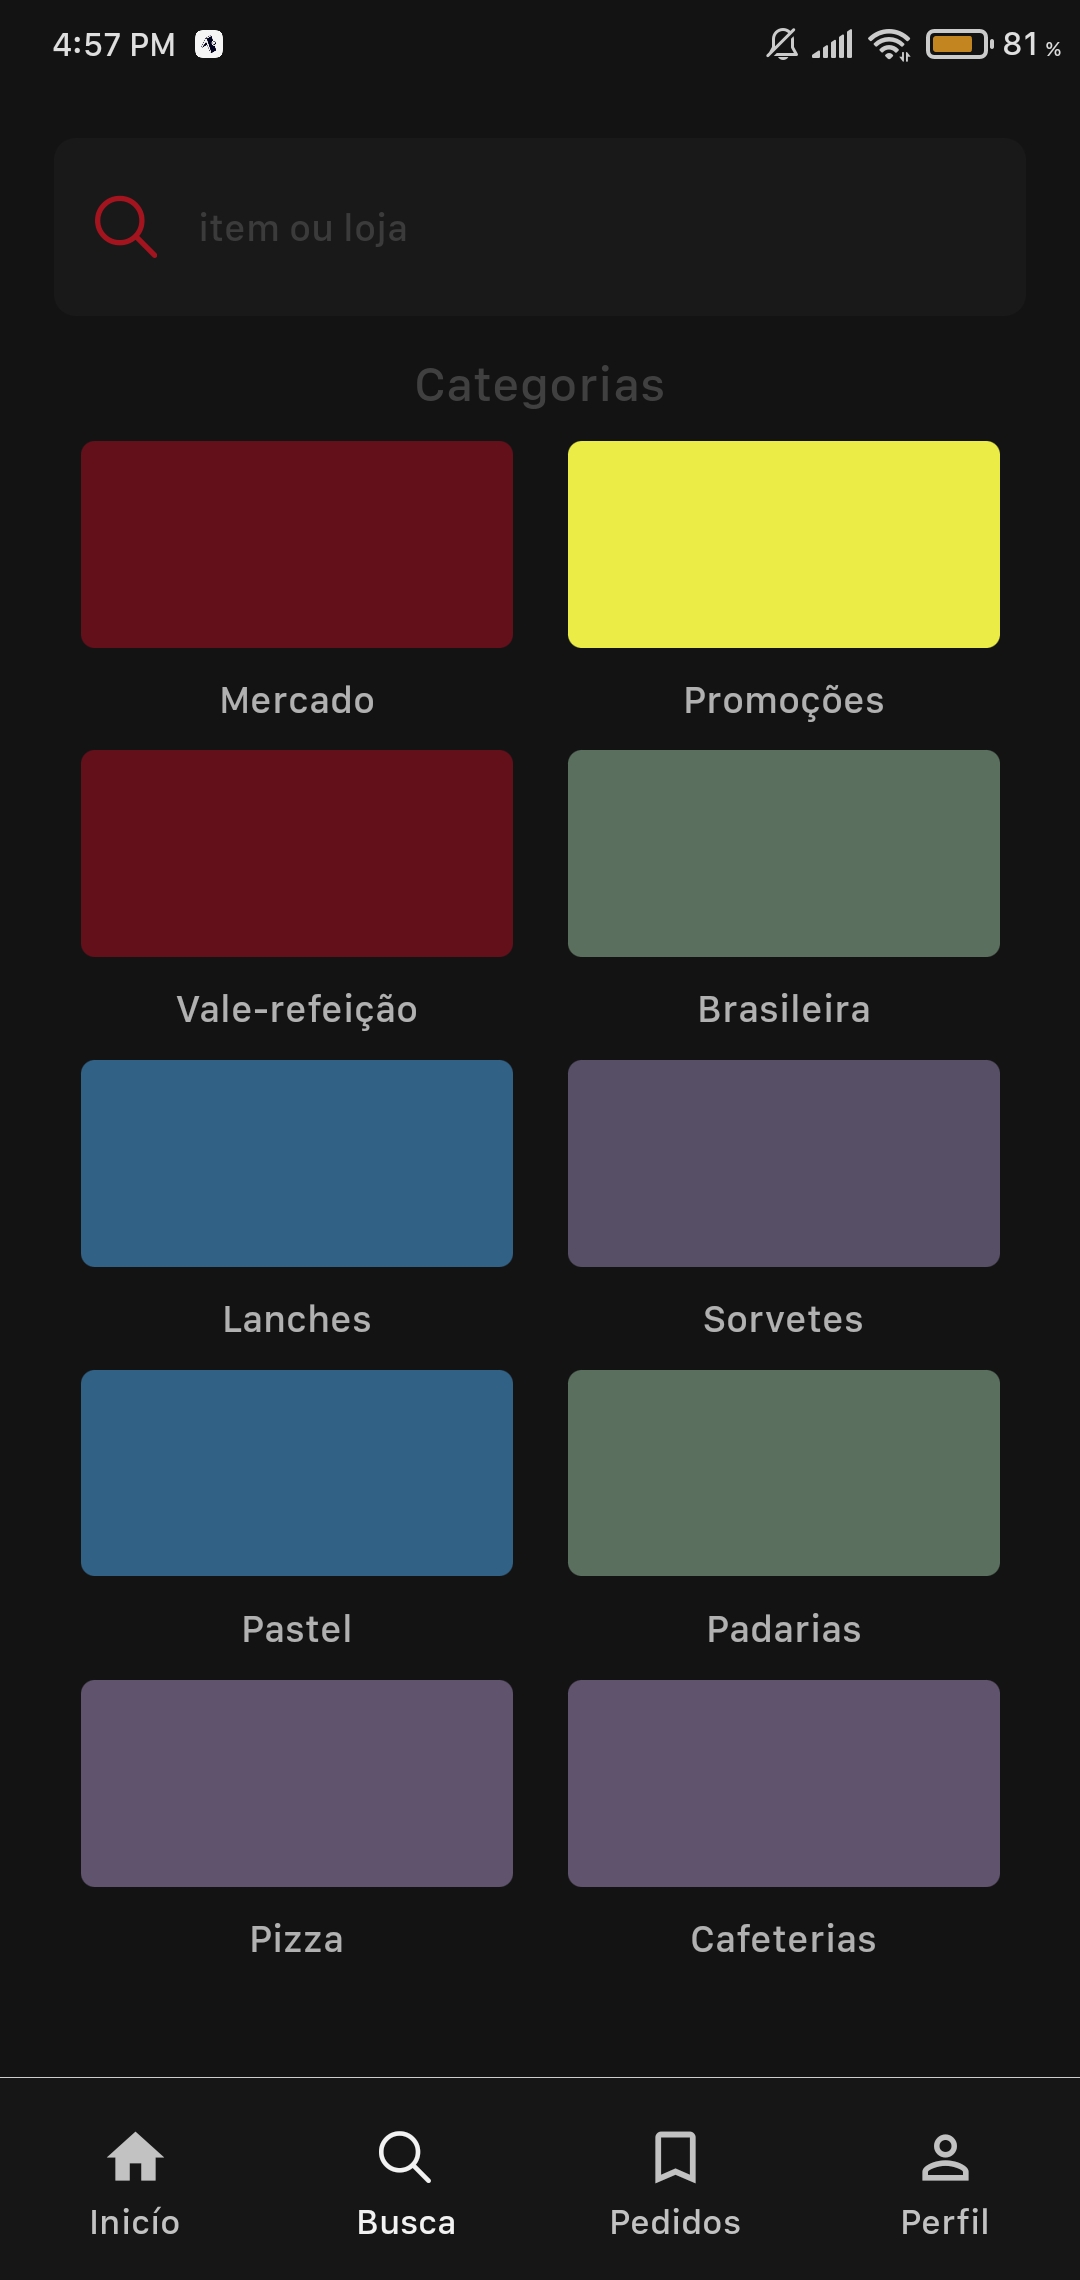 4:57 PM 81 %
item ou loja
Categorias
Mercado Promoções
Vale-refeição Brasileira
Lanches Sorvetes
Pastel Padarias
Pizza Cafeterias
Inicío Busca Pedidos Perfil